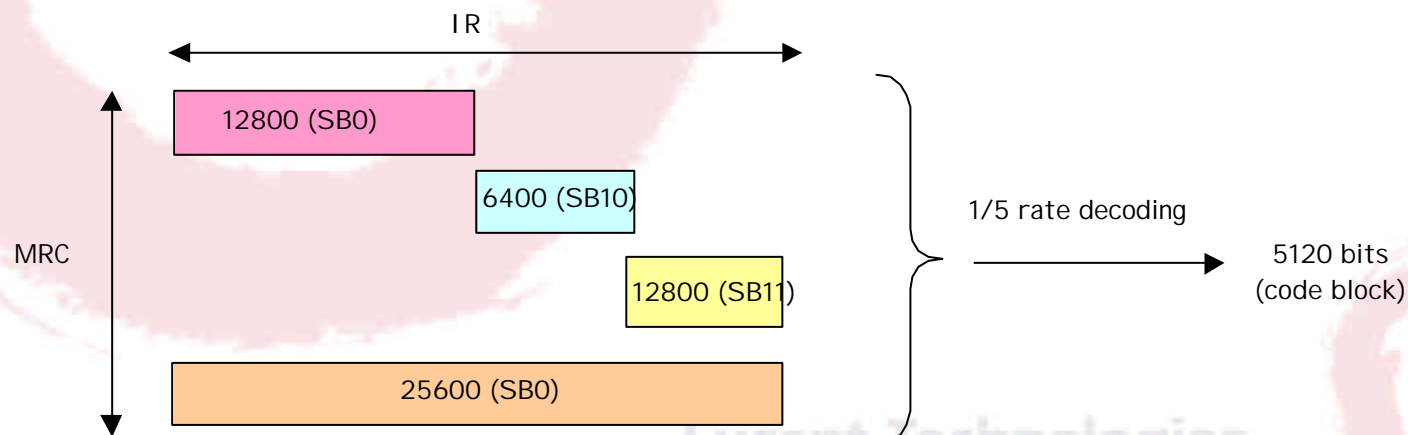 IR
12800 (SB0)
6400 (SB10)
1/5 rate decoding
MRC
5120 bits
(code block)
12800 (SB11)
25600 (SB0)